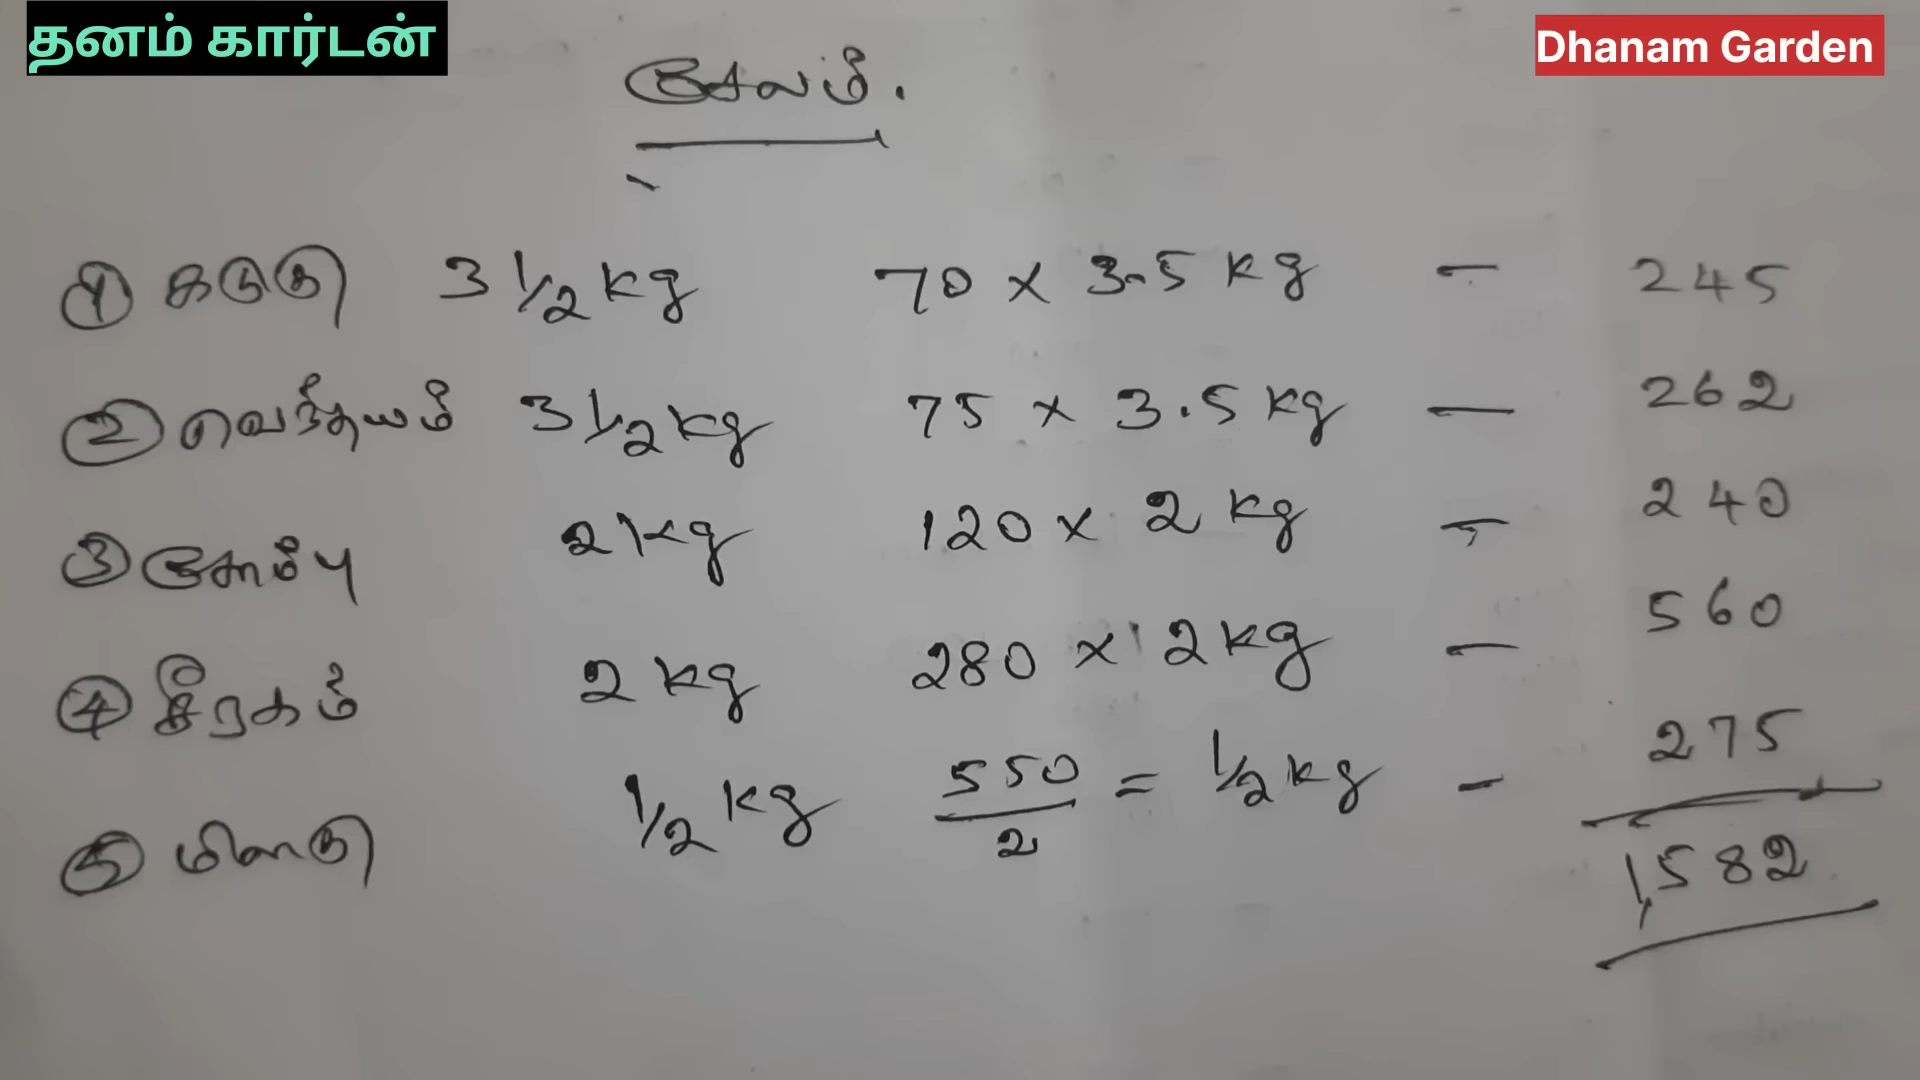 தனம் கார்டன்
Dhanam Garden
சேலம்.
① கடுகு 3 ½ kg 70 x 3.5 kg - 245
② வெந்தயம் 3 ½ kg 75 x 3.5 kg - 262
③ சோம்பு 2 kg 120 x 2 kg - 240
④ சீரகம் 2 kg 280 x 2 kg - 560
⑤ மிளகு ½ kg 550/2 = ½ kg - 275
1,582